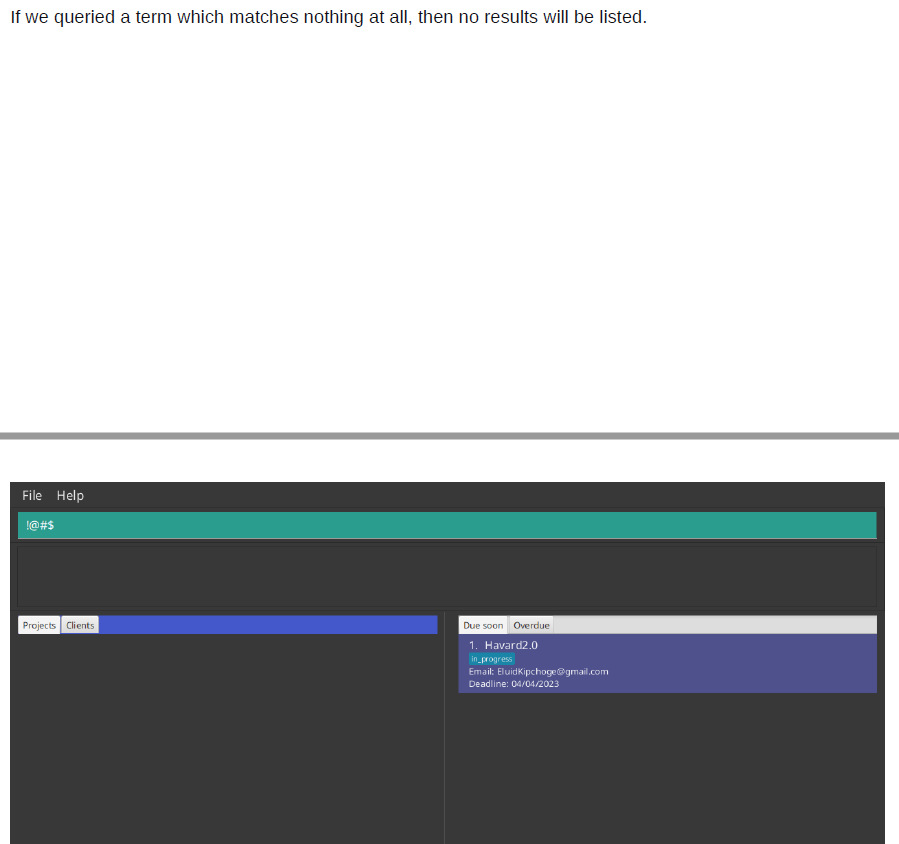 If we queried a term which matches nothing at all, then no results will be listed.
File Help
!@#$
Projects Clients
Due soon Overdue
1. Havard2.0
in_progress
Email: EluidKipchoge@gmail.com
Deadline: 04/04/2023